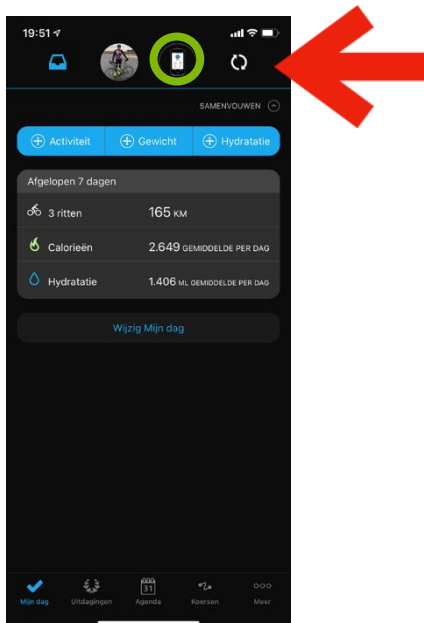 19:51
SAMENVOUWEN
Activiteit Gewicht Hydratatie
Afgelopen 7 dagen
3 ritten 165 KM
Calorieën 2.649 GEMIDDELDE PER DAG
Hydratatie 1.406 ML GEMIDDELDE PER DAG
Wijzig Mijn dag
31
Mijn dag Uitdagingen Agenda Koersen Meer